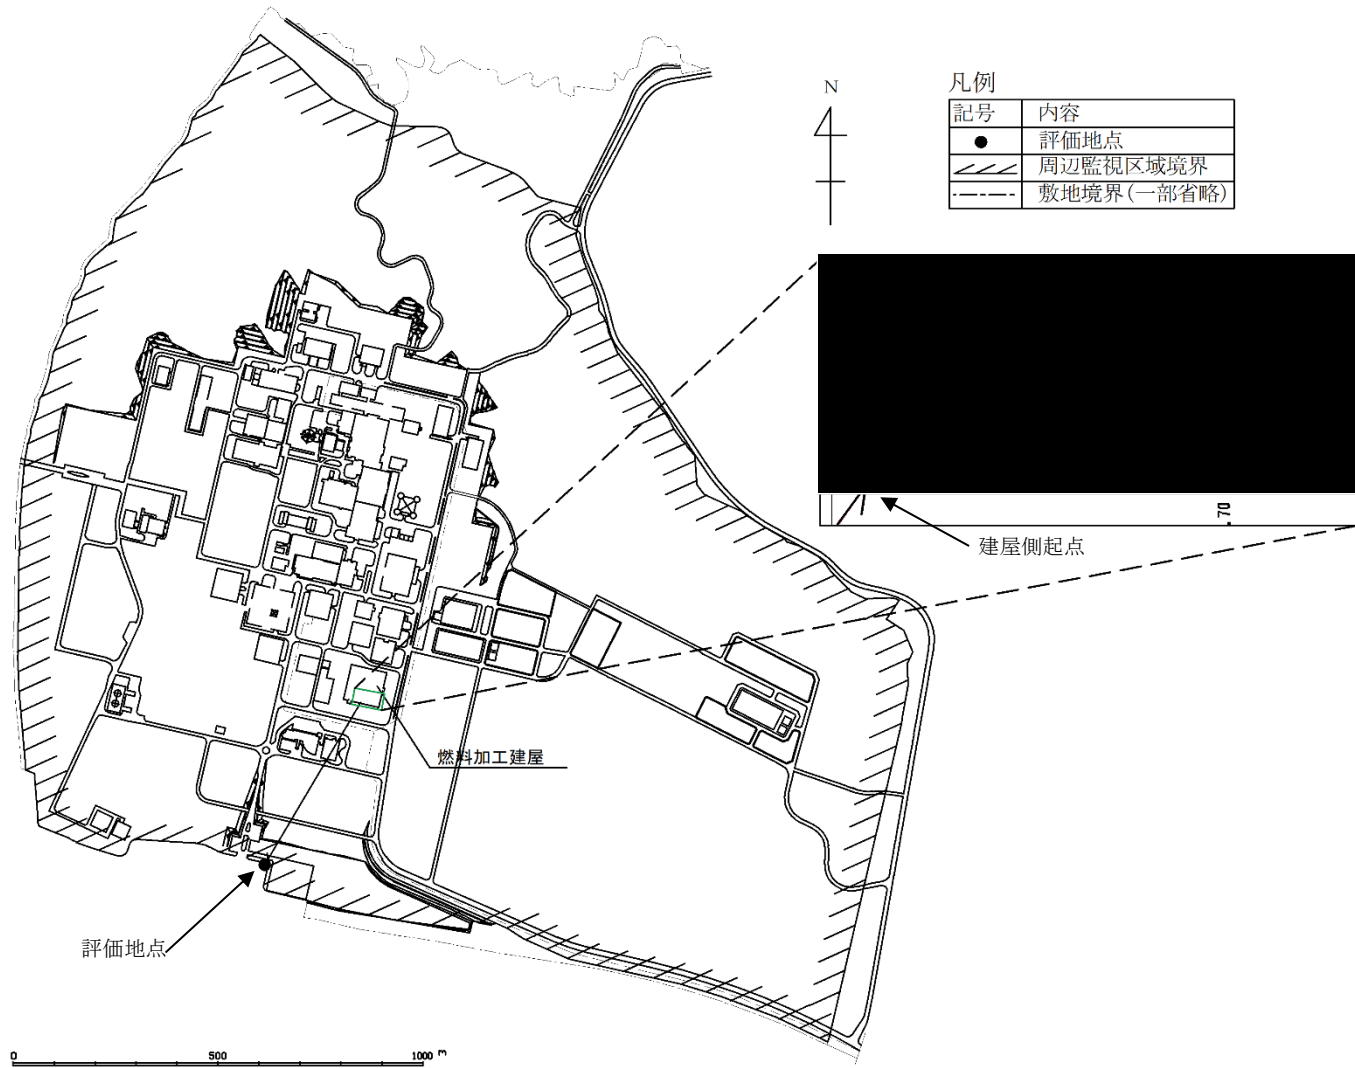 N
凡例
記号 内容
評価地点
周辺監視区域境界
敷地境界(一部省略)
70
建屋側起点
燃料加工建屋
評価地点
0 500 1000 m